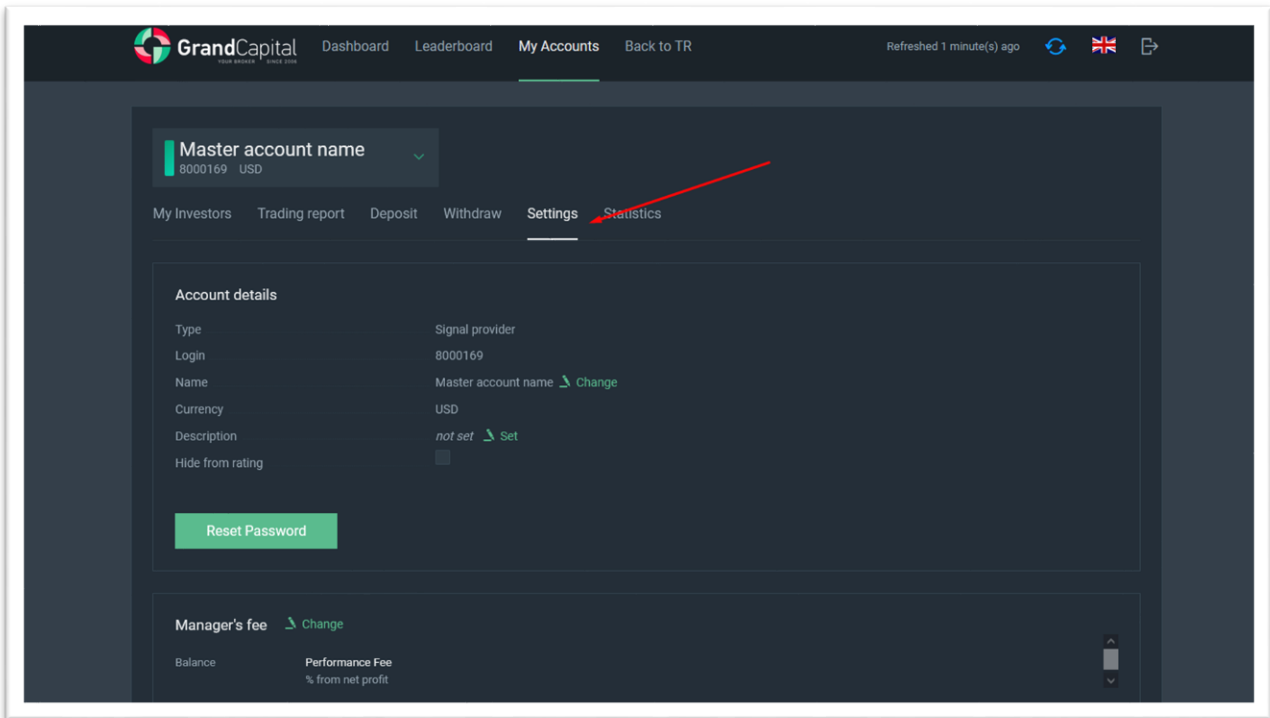 GrandCapital Dashboard Leaderboard My Accounts Back to TR Refreshed 1 minute(s) ago
YOUR BROKER SINCE 2006
Master account name
8000169 USD
My Investors Trading report Deposit Withdraw Settings Statistics
Account details
Type Signal provider
Login 8000169
Name Master account name Change
Currency USD
Description not set Set
Hide from rating
Reset Password
Manager's fee Change
Balance Performance Fee
% from net profit